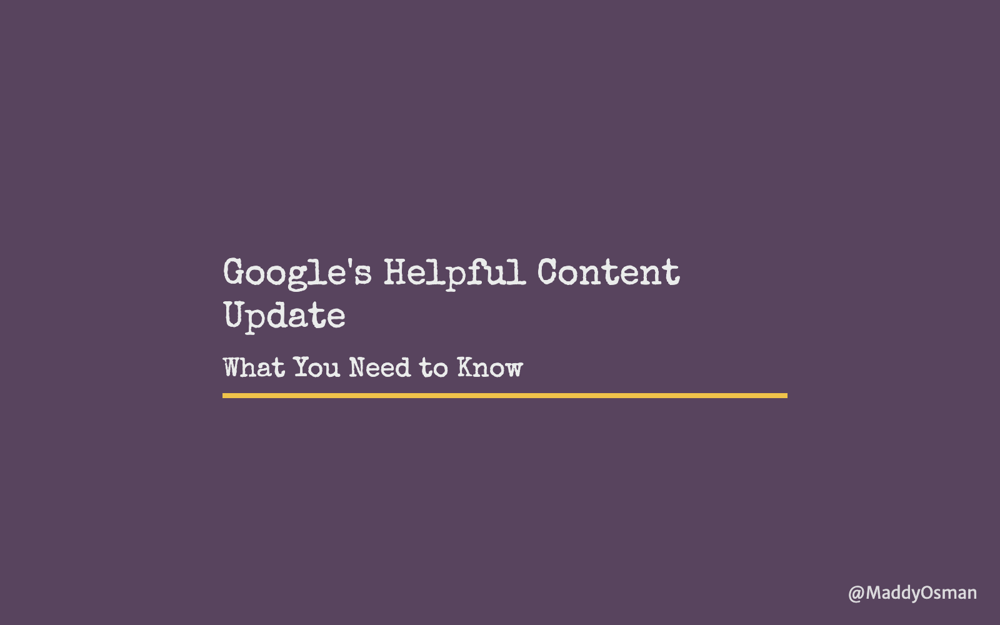 Google's Helpful Content
Update
What You Need to Know
@MaddyOsman